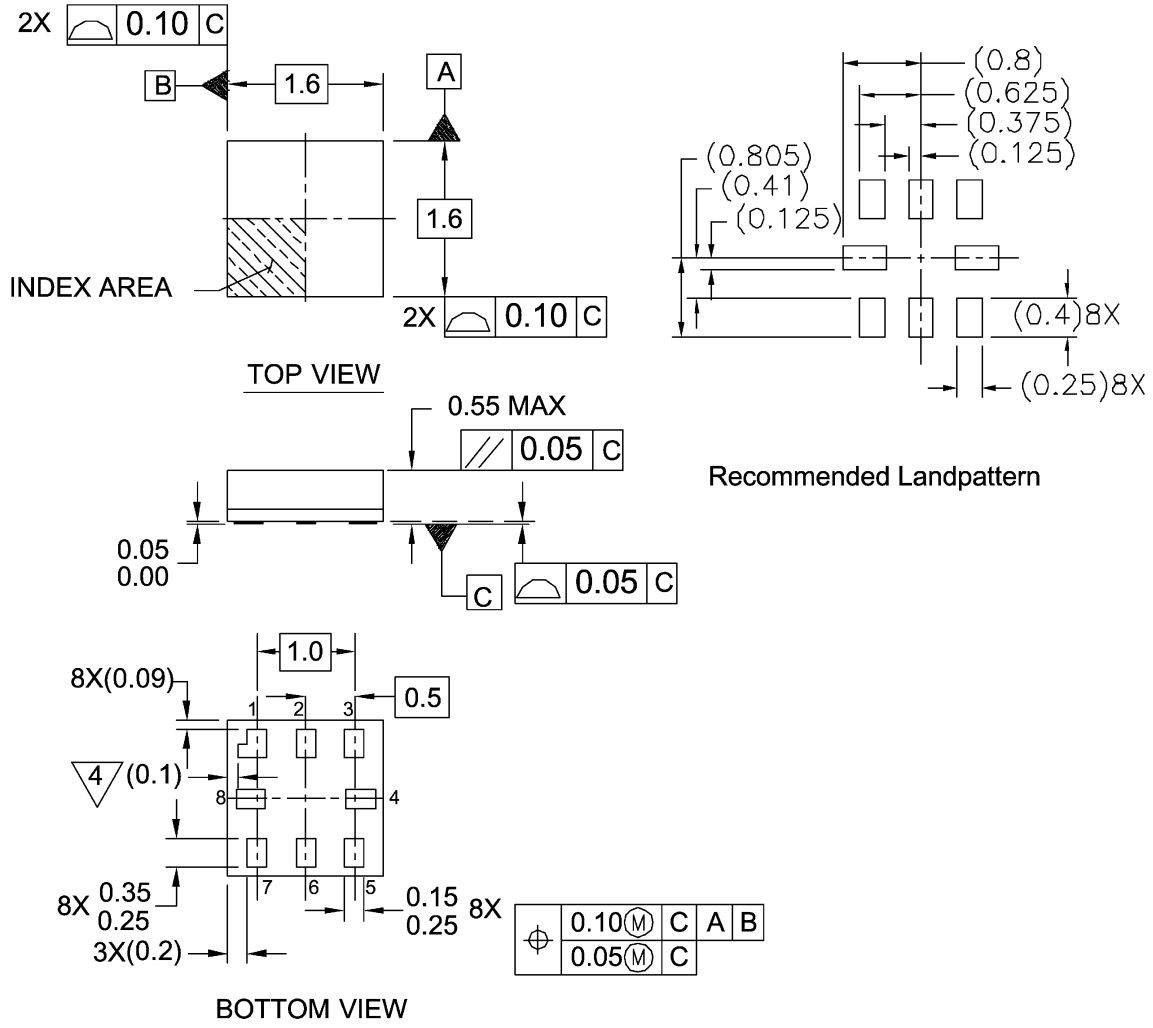 2X 0.10 C
B
1.6
A
1.6
INDEX AREA
2X 0.10 C
TOP VIEW
(0.8)
(0.625)
(0.375)
(0.125)
(0.805)
(0.41)
(0.125)
(0.4)8X
(0.25)8X
Recommended Landpattern
0.55 MAX
// 0.05 C
0.05
0.00
C
0.05 C
1.0
8X(0.09)
0.5
1 2 3
4 (0.1)
8 4
7 6 5
8X 0.35
0.25
0.15
0.25 8X
3X(0.2)
0.10 M C A B
0.05 M C
BOTTOM VIEW